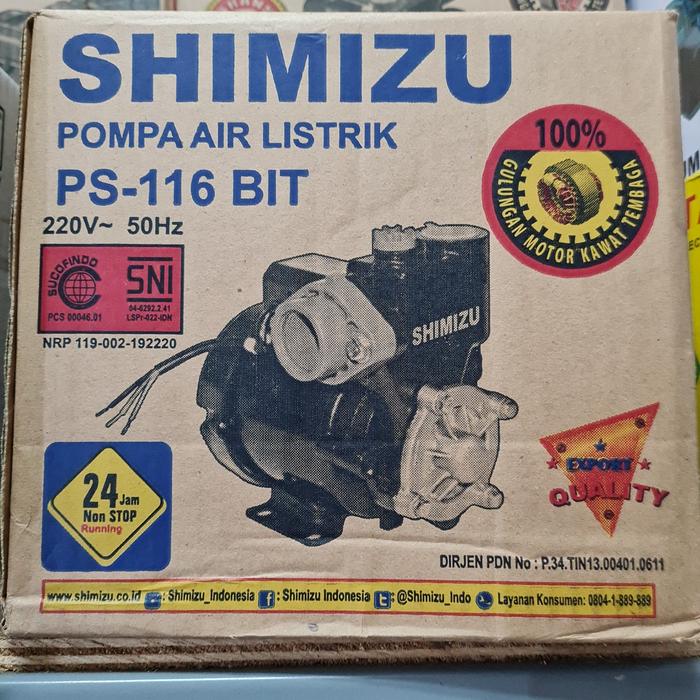 SHIMIZU
POMPA AIR LISTRIK
PS-116 BIT
220V~ 50Hz
100%
GULUNGAN MOTOR KAWAT TEMBAGA
SUCOFINDO
PCS 00046.01
SNI
04-6292.2.41
LSPr-022-IDN
NRP 119-002-192220
SHIMIZU
24 Jam
Non STOP
Running
EXPORT
QUALITY
DIRJEN PDN No : P.34.TIN13.00401.0611
www.shimizu.co.id : Shimizu_Indonesia f : Shimizu Indonesia t : @Shimizu_Indo Layanan Konsumen: 0804-1-889-889